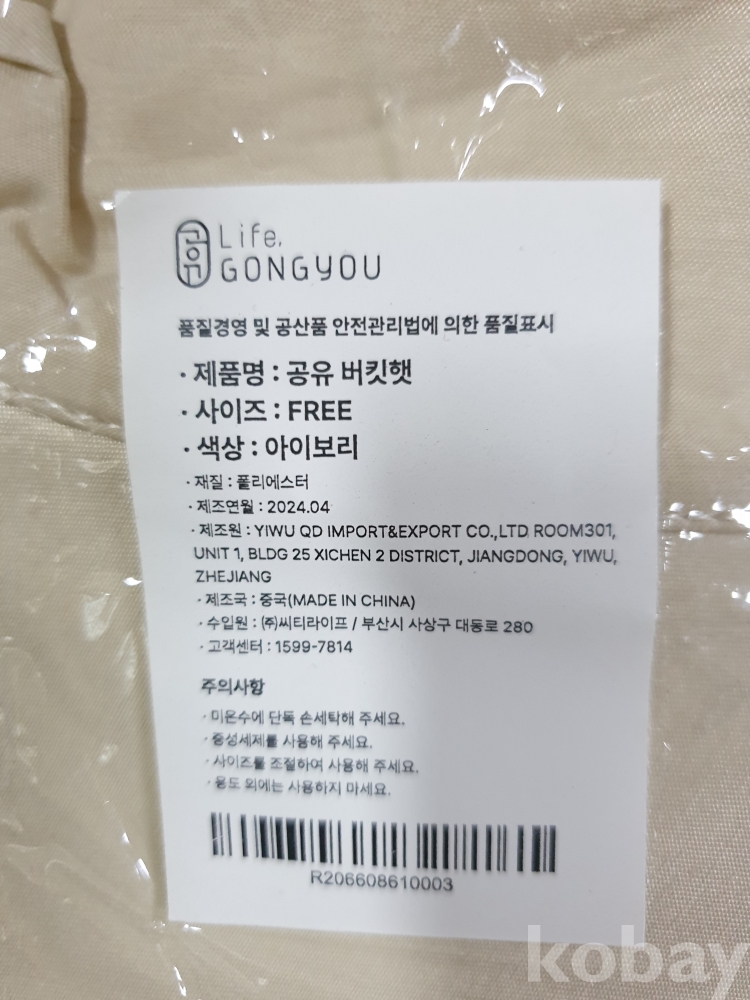 공유
Life,
GONGYOU
품질경영 및 공산품 안전관리법에 의한 품질표시
· 제품명 : 공유 버킷햇
· 사이즈 : FREE
· 색상 : 아이보리
· 재질 : 폴리에스터
· 제조연월 : 2024.04
· 제조원 : YIWU QD IMPORT&EXPORT CO.,LTD ROOM301,
UNIT 1, BLDG 25 XICHEN 2 DISTRICT, JIANGDONG, YIWU,
ZHEJIANG
· 제조국 : 중국(MADE IN CHINA)
· 수입원 : ㈜씨티라이프 / 부산시 사상구 대동로 280
· 고객센터 : 1599-7814
주의사항
· 미온수에 단독 손세탁해 주세요.
· 중성세제를 사용해 주세요.
· 사이즈를 조절하여 사용해 주세요.
· 용도 외에는 사용하지 마세요.
R206608610003
kobay